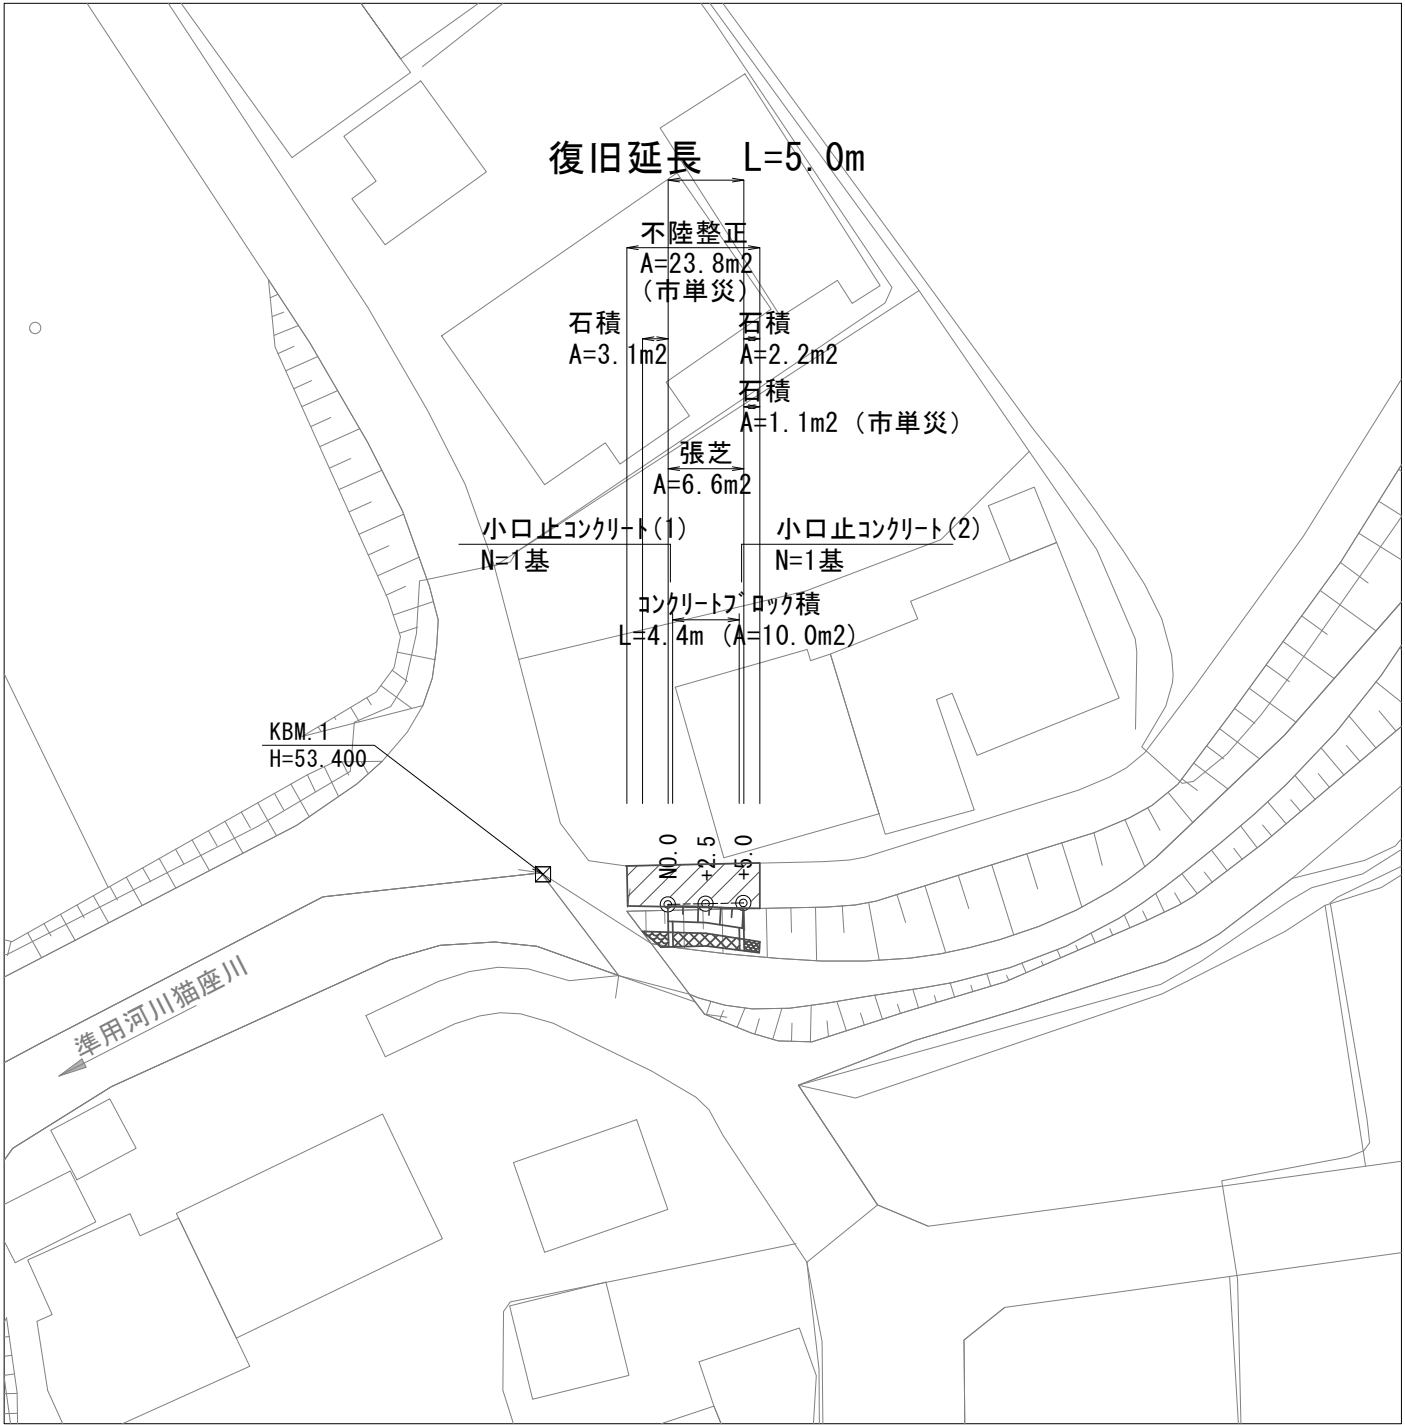 復旧延長　L=5.0m
不陸整正
A=23.8m2
（市単災）
石積
A=3.1m2
石積
A=2.2m2
石積
A=1.1m2（市単災）
張芝
A=6.6m2
小口止ｺﾝｸﾘｰﾄ(1)
N=1基
小口止ｺﾝｸﾘｰﾄ(2)
N=1基
ｺﾝｸﾘｰﾄﾌﾞﾛｯｸ積
L=4.4m（A=10.0m2）
KBM.1
H=53.400
NO.0
+2.5
+5.0
準用河川猫座川